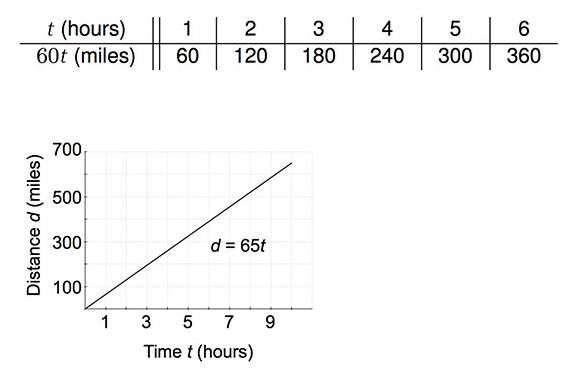 t (hours) 1 2 3 4 5 6
60t (miles) 60 120 180 240 300 360
700
500
300
100
Distance d (miles)
d = 65t
1 3 5 7 9
Time t (hours)